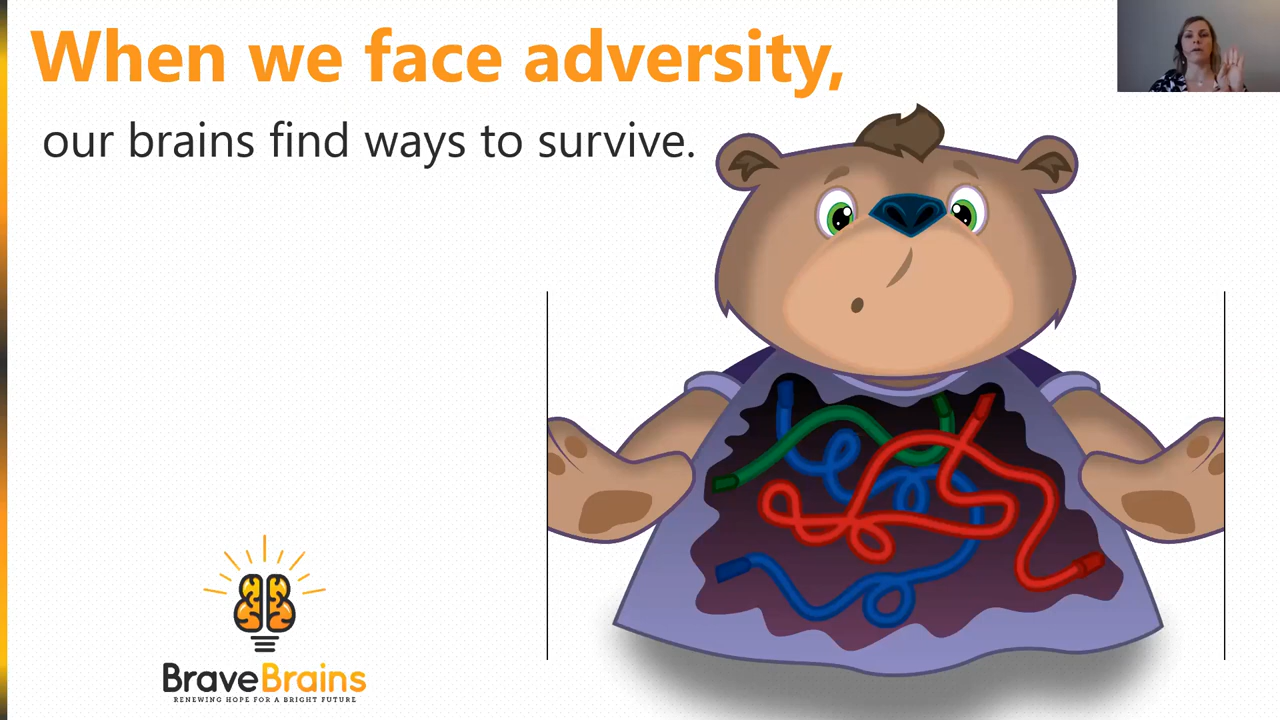 When we face adversity,
our brains find ways to survive.
BraveBrains
RENEWING HOPE FOR A BRIGHT FUTURE